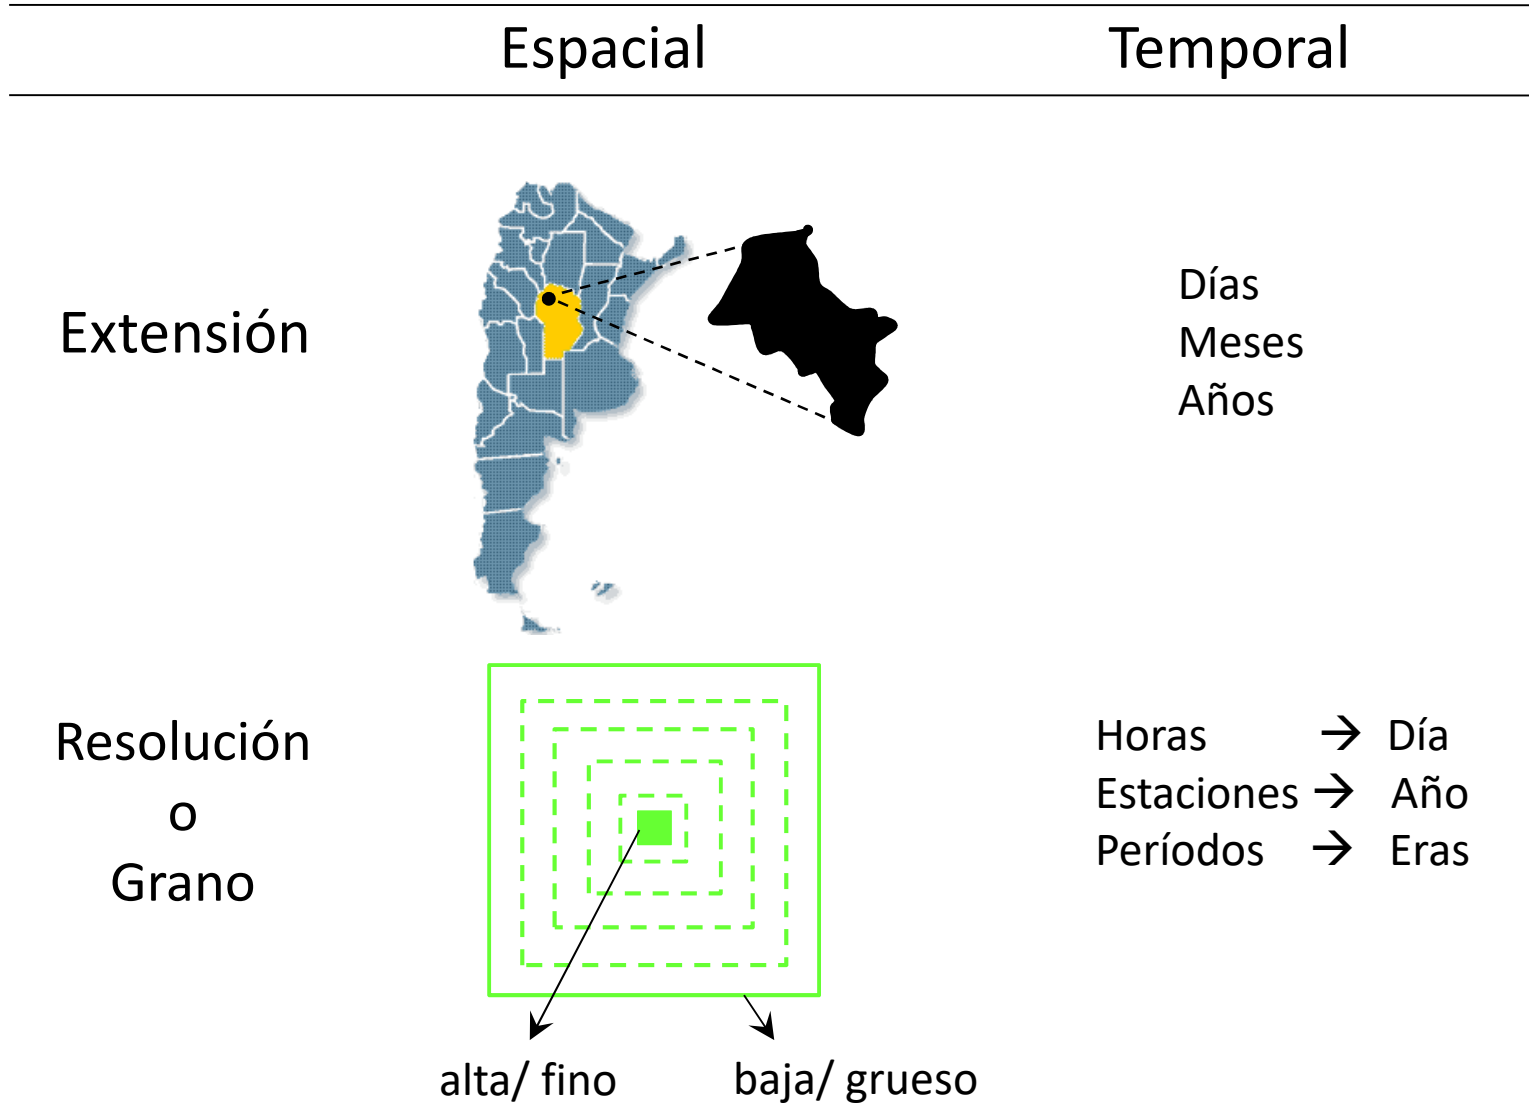 Espacial Temporal
Extensión
Días
Meses
Años
Resolución
o
Grano
Horas → Día
Estaciones → Año
Períodos → Eras
alta/ fino baja/ grueso